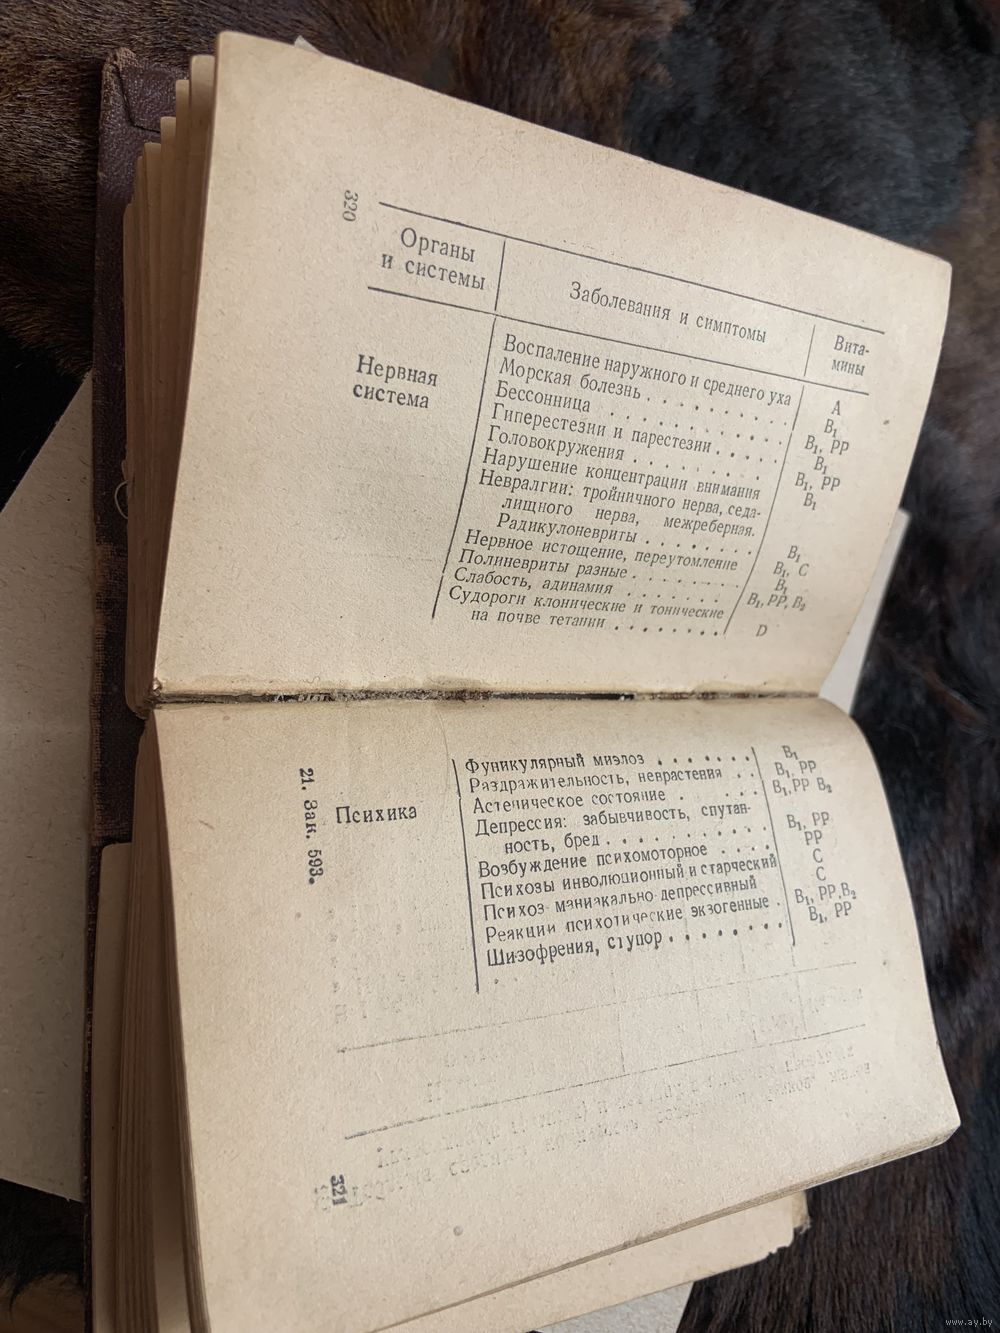 320
Органы
и системы
Заболевания и симптомы
Вита-
мины
Нервная
система
Воспаление наружного и среднего уха A
Морская болезнь . . . . . . . . B₁
Бессонница . . . . . . . . . . B₁, PP
Гиперестезии и парестезии . . . . . B₁
Головокружения . . . . . . . . B₁, PP
Нарушение концентрации внимания B₁
Невралгии: тройничного нерва, седа-
лищного нерва, межреберная.
Радикулоневриты . . . . . . . . B₁
Нервное истощение, переутомление B₁, C
Полиневриты разные . . . . . . . . B₁
Слабость, адинамия . . . . . . . B₁, PP, B₂
Судороги клонические и тонические
на почве тетании . . . . . . . . D
Психика
Фуникулярный миэлоз . . . . . . . B₁
Раздражительность, неврастения . . B₁, PP
Астеническое состояние . . . . . B₁,PP B₂
Депрессия: забывчивость, спутан-
ность, бред . . . . . . . . . . B₁, PP
Возбуждение психомоторное . . . . PP
Психозы инволюционный и старческий C
Психоз маниакально-депрессивный C
Реакции психотические экзогенные . B₁, PP,B₂
Шизофрения, ступор . . . . . . . . B₁, PP
21. Зак. 593.
321
www.ay.by